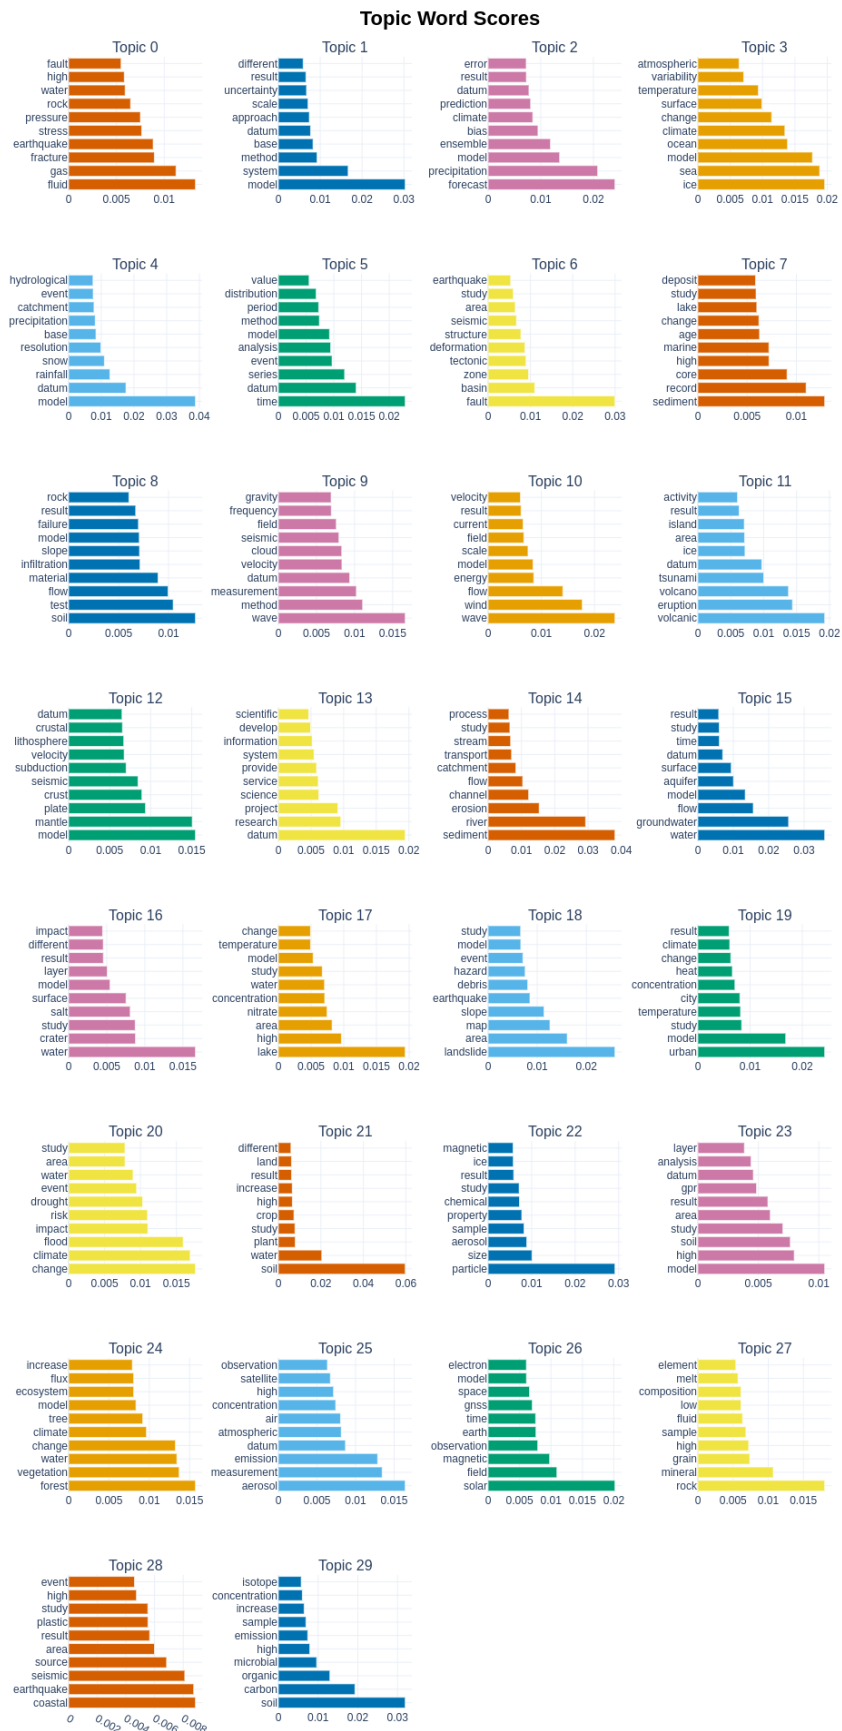 Topic Word Scores
Topic 0
fault
high
water
rock
pressure
stress
earthquake
fracture
gas
fluid
0 0.005 0.01
Topic 1
different
result
uncertainty
scale
approach
datum
base
method
system
model
0 0.01 0.02 0.03
Topic 2
error
result
datum
prediction
climate
bias
ensemble
model
precipitation
forecast
0 0.01 0.02
Topic 3
atmospheric
variability
temperature
surface
change
climate
ocean
model
sea
ice
0 0.005 0.01 0.015 0.02
Topic 4
hydrological
event
catchment
precipitation
base
resolution
snow
rainfall
datum
model
0 0.01 0.02 0.03 0.04
Topic 5
value
distribution
period
method
model
analysis
event
series
datum
time
0 0.005 0.01 0.015 0.02
Topic 6
earthquake
study
area
seismic
structure
deformation
tectonic
zone
basin
fault
0 0.01 0.02 0.03
Topic 7
deposit
study
lake
change
age
marine
high
core
record
sediment
0 0.005 0.01
Topic 8
rock
result
failure
model
slope
infiltration
material
flow
test
soil
0 0.005 0.01
Topic 9
gravity
frequency
field
seismic
cloud
velocity
datum
measurement
method
wave
0 0.005 0.01 0.015
Topic 10
velocity
result
current
field
scale
model
energy
flow
wind
wave
0 0.01 0.02
Topic 11
activity
result
island
area
ice
datum
tsunami
volcano
eruption
volcanic
0 0.005 0.01 0.015 0.02
Topic 12
datum
crustal
lithosphere
velocity
subduction
seismic
crust
plate
mantle
model
0 0.005 0.01 0.015
Topic 13
scientific
develop
information
system
provide
service
science
project
research
datum
0 0.005 0.01 0.015 0.02
Topic 14
process
study
stream
transport
catchment
flow
channel
erosion
river
sediment
0 0.01 0.02 0.03 0.04
Topic 15
result
study
time
datum
surface
aquifer
model
flow
groundwater
water
0 0.01 0.02 0.03
Topic 16
impact
different
result
layer
model
surface
salt
study
crater
water
0 0.005 0.01 0.015
Topic 17
change
temperature
model
study
water
concentration
nitrate
area
high
lake
0 0.005 0.01 0.015 0.02
Topic 18
study
model
event
hazard
debris
earthquake
slope
map
area
landslide
0 0.01 0.02
Topic 19
result
climate
change
heat
concentration
city
temperature
study
model
urban
0 0.01 0.02
Topic 20
study
area
water
event
drought
risk
impact
flood
climate
change
0 0.005 0.01 0.015
Topic 21
different
land
result
increase
high
crop
study
plant
water
soil
0 0.02 0.04 0.06
Topic 22
magnetic
ice
result
study
chemical
property
sample
aerosol
size
particle
0 0.01 0.02 0.03
Topic 23
layer
analysis
datum
gpr
result
area
study
soil
high
model
0 0.005 0.01
Topic 24
increase
flux
ecosystem
model
tree
climate
change
water
vegetation
forest
0 0.005 0.01 0.015
Topic 25
observation
satellite
high
concentration
air
atmospheric
datum
emission
measurement
aerosol
0 0.005 0.01 0.015
Topic 26
electron
model
space
gnss
time
earth
observation
magnetic
field
solar
0 0.005 0.01 0.015 0.02
Topic 27
element
melt
composition
low
fluid
sample
high
grain
mineral
rock
0 0.005 0.01 0.015
Topic 28
event
high
study
plastic
result
area
source
seismic
earthquake
coastal
0 0.002 0.004 0.006 0.008
Topic 29
isotope
concentration
increase
sample
emission
high
microbial
organic
carbon
soil
0 0.01 0.02 0.03